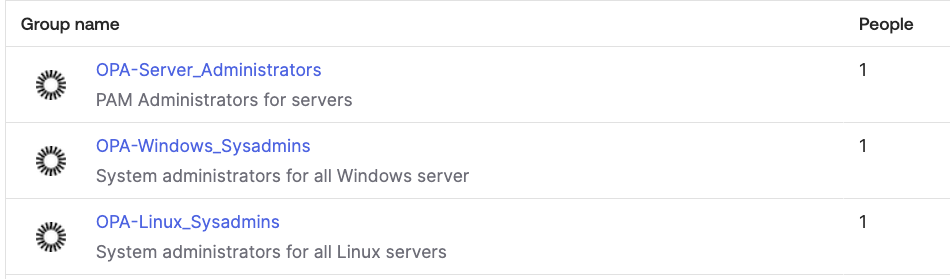 Group name People
OPA-Server_Administrators 1
PAM Administrators for servers
OPA-Windows_Sysadmins 1
System administrators for all Windows server
OPA-Linux_Sysadmins 1
System administrators for all Linux servers